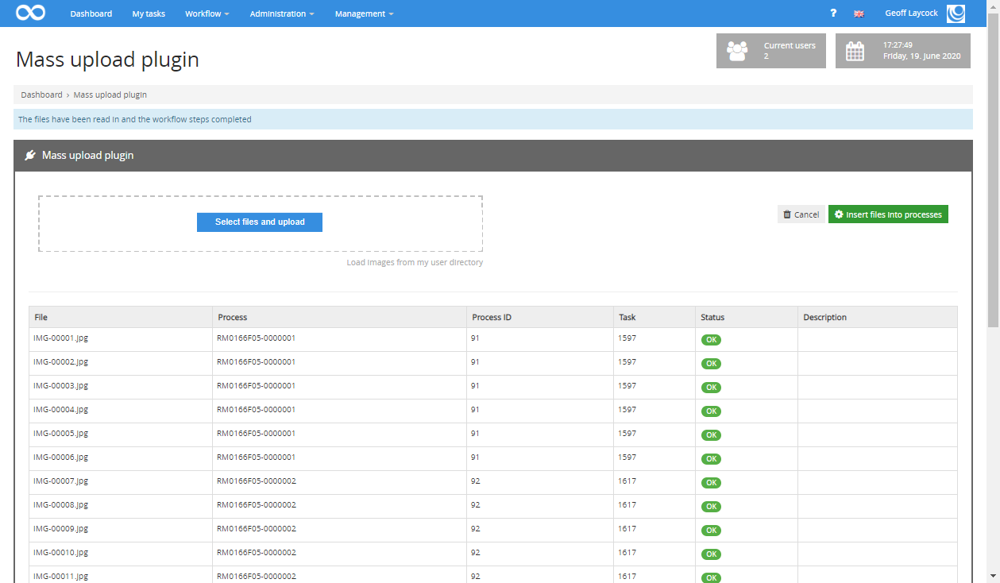 Dashboard My tasks Workflow Administration Management ? Geoff Laycock
Mass upload plugin
Current users
2
17:27:49
Friday, 19. June 2020
Dashboard › Mass upload plugin
The files have been read in and the workflow steps completed
Mass upload plugin
Select files and upload
Cancel Insert files into processes
Load images from my user directory
File Process Process ID Task Status Description
IMG-00001.jpg RM0166F05-0000001 91 1597 OK
IMG-00002.jpg RM0166F05-0000001 91 1597 OK
IMG-00003.jpg RM0166F05-0000001 91 1597 OK
IMG-00004.jpg RM0166F05-0000001 91 1597 OK
IMG-00005.jpg RM0166F05-0000001 91 1597 OK
IMG-00006.jpg RM0166F05-0000001 91 1597 OK
IMG-00007.jpg RM0166F05-0000002 92 1617 OK
IMG-00008.jpg RM0166F05-0000002 92 1617 OK
IMG-00009.jpg RM0166F05-0000002 92 1617 OK
IMG-00010.jpg RM0166F05-0000002 92 1617 OK
IMG-00011.jpg RM0166F05-0000002 92 1617 OK